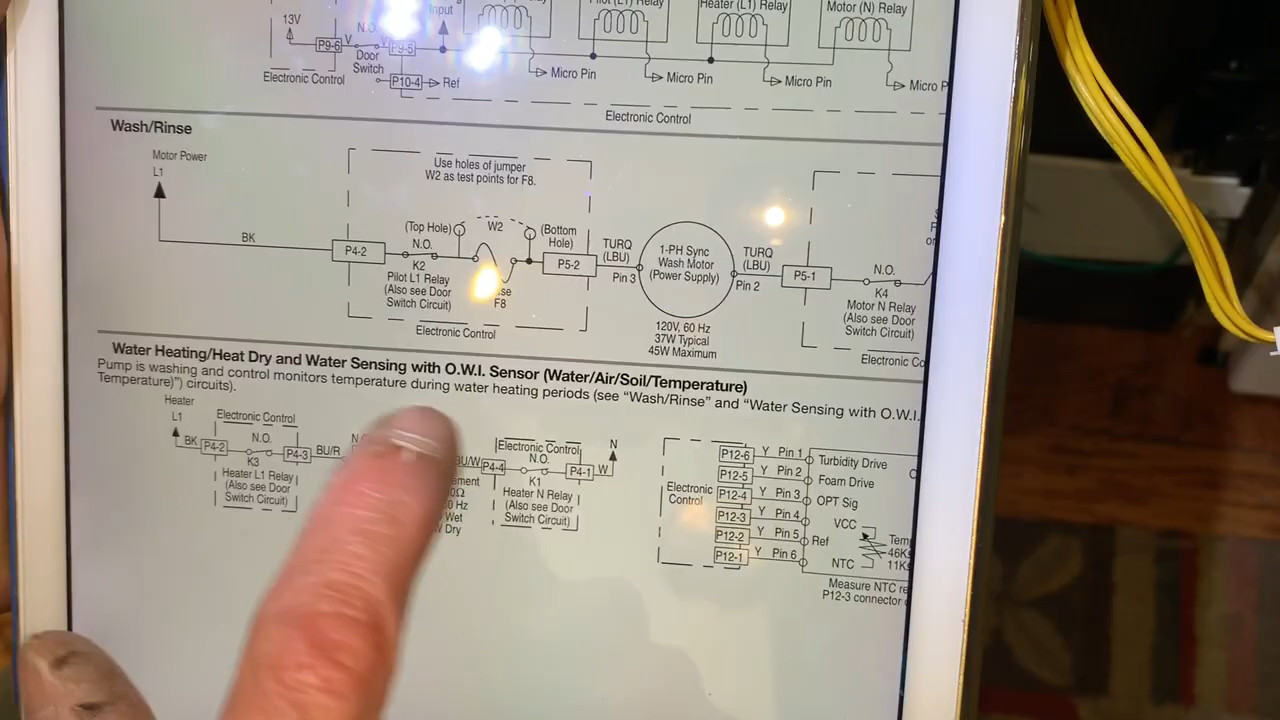 Heater (L1) Relay
Motor (N) Relay
13V
N.O.
Input
P9-6
V
V
P9-5
Door
Switch
Electronic Control
P10-4
Ref
Micro Pin
Micro Pin
Micro Pin
Micro P
Electronic Control
Wash/Rinse
Motor Power
L1
BK
P4-2
Use holes of jumper
W2 as test points for F8.
(Top Hole)
W2
(Bottom
Hole)
N.O.
K2
Pilot L1 Relay
(Also see Door
Switch Circuit)
F8
P5-2
Electronic Control
TURQ
(LBU)
Pin 3
1-PH Sync
Wash Motor
(Power Supply)
TURQ
(LBU)
Pin 2
120V, 60 Hz
37W Typical
45W Maximum
P5-1
N.O.
K4
Motor N Relay
(Also see Door
Switch Circuit)
Electronic Co
Water Heating/Heat Dry and Water Sensing with O.W.I. Sensor (Water/Air/Soil/Temperature)
Pump is washing and control monitors temperature during water heating periods (see “Wash/Rinse” and “Water Sensing with O.W.I.
Temperature)”) circuits).
Heater
L1
BK
P4-2
Electronic Control
N.O.
K3
P4-3
BU/R
Heater L1 Relay
(Also see Door
Switch Circuit)
BU/W
P4-4
Electronic Control
N.O.
K1
P4-1
W
N
Heater N Relay
(Also see Door
Switch Circuit)
Wet
Dry
Electronic
Control
P12-6 Y Pin 1 Turbidity Drive
P12-5 Y Pin 2 Foam Drive
P12-4 Y Pin 3 OPT Sig
P12-3 Y Pin 4
P12-2 Y Pin 5 Ref
P12-1 Y Pin 6
VCC
NTC
Tem
46K
11K
Measure NTC re
P12-3 connector